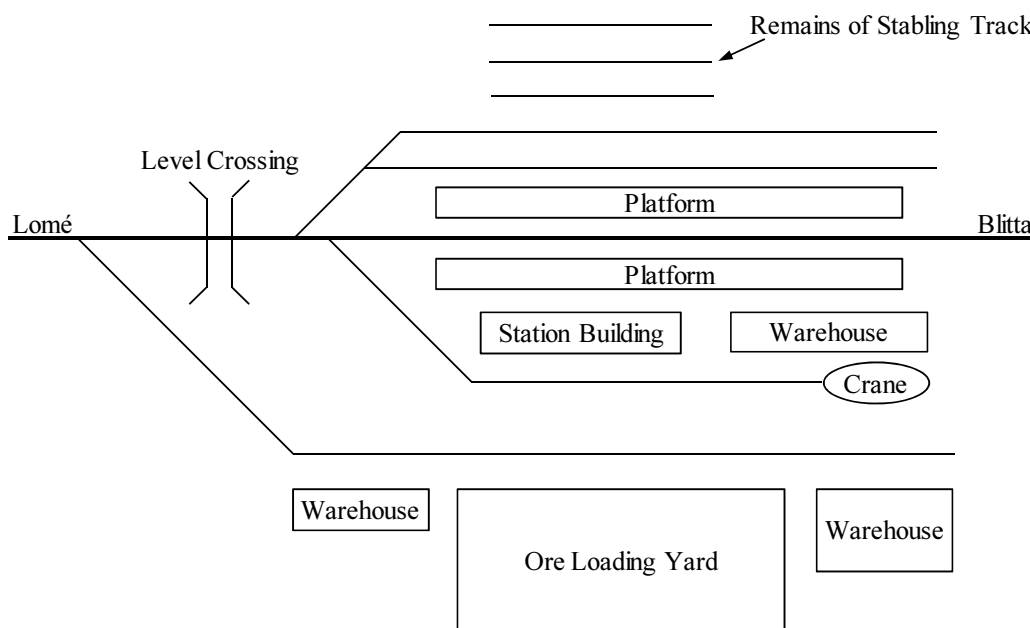 Remains of Stabling Track
Level Crossing
Lomé
Platform
Blitta
Platform
Station Building
Warehouse
Crane
Warehouse
Ore Loading Yard
Warehouse